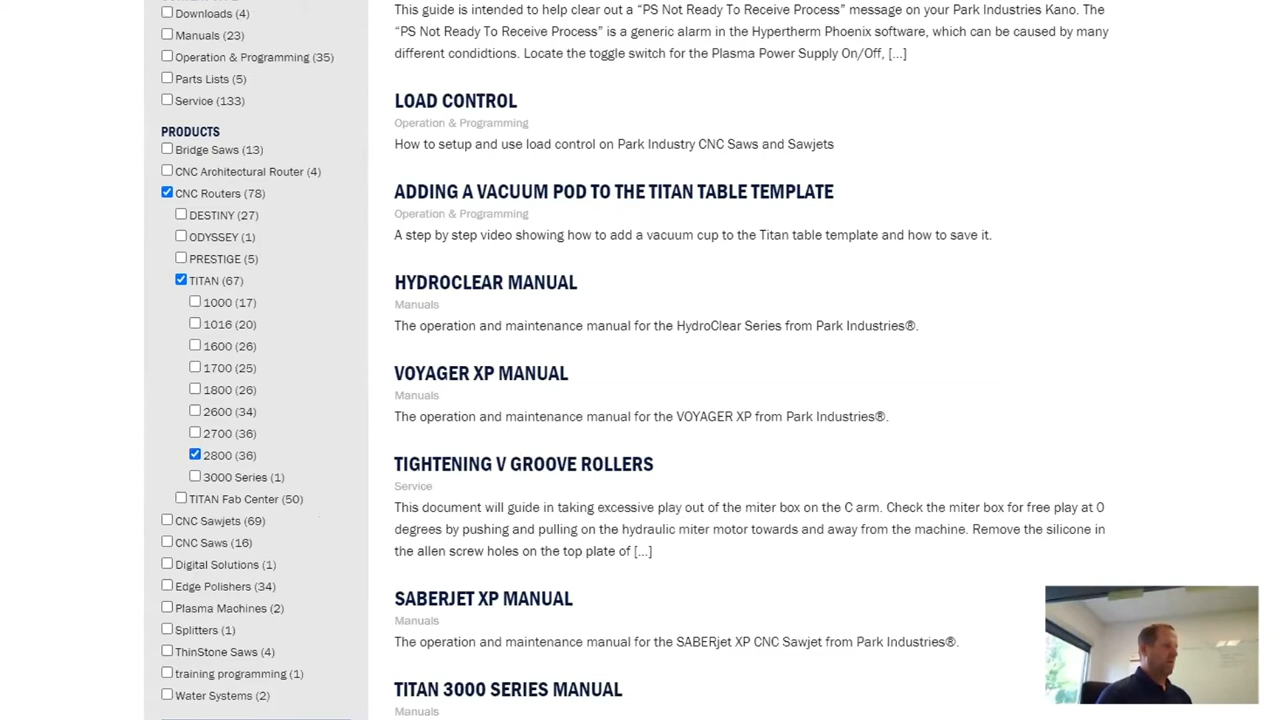 Downloads (4)
Manuals (23)
Operation & Programming (35)
Parts Lists (5)
Service (133)
PRODUCTS
Bridge Saws (13)
CNC Architectural Router (4)
CNC Routers (78)
DESTINY (27)
ODYSSEY (1)
PRESTIGE (5)
TITAN (67)
1000 (17)
1016 (20)
1600 (26)
1700 (25)
1800 (26)
2600 (34)
2700 (36)
2800 (36)
3000 Series (1)
TITAN Fab Center (50)
CNC Sawjets (69)
CNC Saws (16)
Digital Solutions (1)
Edge Polishers (34)
Plasma Machines (2)
Splitters (1)
ThinStone Saws (4)
training programming (1)
Water Systems (2)
This guide is intended to help clear out a “PS Not Ready To Receive Process” message on your Park Industries Kano. The
“PS Not Ready To Receive Process” is a generic alarm in the Hypertherm Phoenix software, which can be caused by many
different condidtions. Locate the toggle switch for the Plasma Power Supply On/Off, [...]
LOAD CONTROL
Operation & Programming
How to setup and use load control on Park Industry CNC Saws and Sawjets
ADDING A VACUUM POD TO THE TITAN TABLE TEMPLATE
Operation & Programming
A step by step video showing how to add a vacuum cup to the Titan table template and how to save it.
HYDROCLEAR MANUAL
Manuals
The operation and maintenance manual for the HydroClear Series from Park Industries®.
VOYAGER XP MANUAL
Manuals
The operation and maintenance manual for the VOYAGER XP from Park Industries®.
TIGHTENING V GROOVE ROLLERS
Service
This document will guide in taking excessive play out of the miter box on the C arm. Check the miter box for free play at 0
degrees by pushing and pulling on the hydraulic miter motor towards and away from the machine. Remove the silicone in
the allen screw holes on the top plate of [...]
SABERJET XP MANUAL
Manuals
The operation and maintenance manual for the SABERjet XP CNC Sawjet from Park Industries®.
TITAN 3000 SERIES MANUAL
Manuals